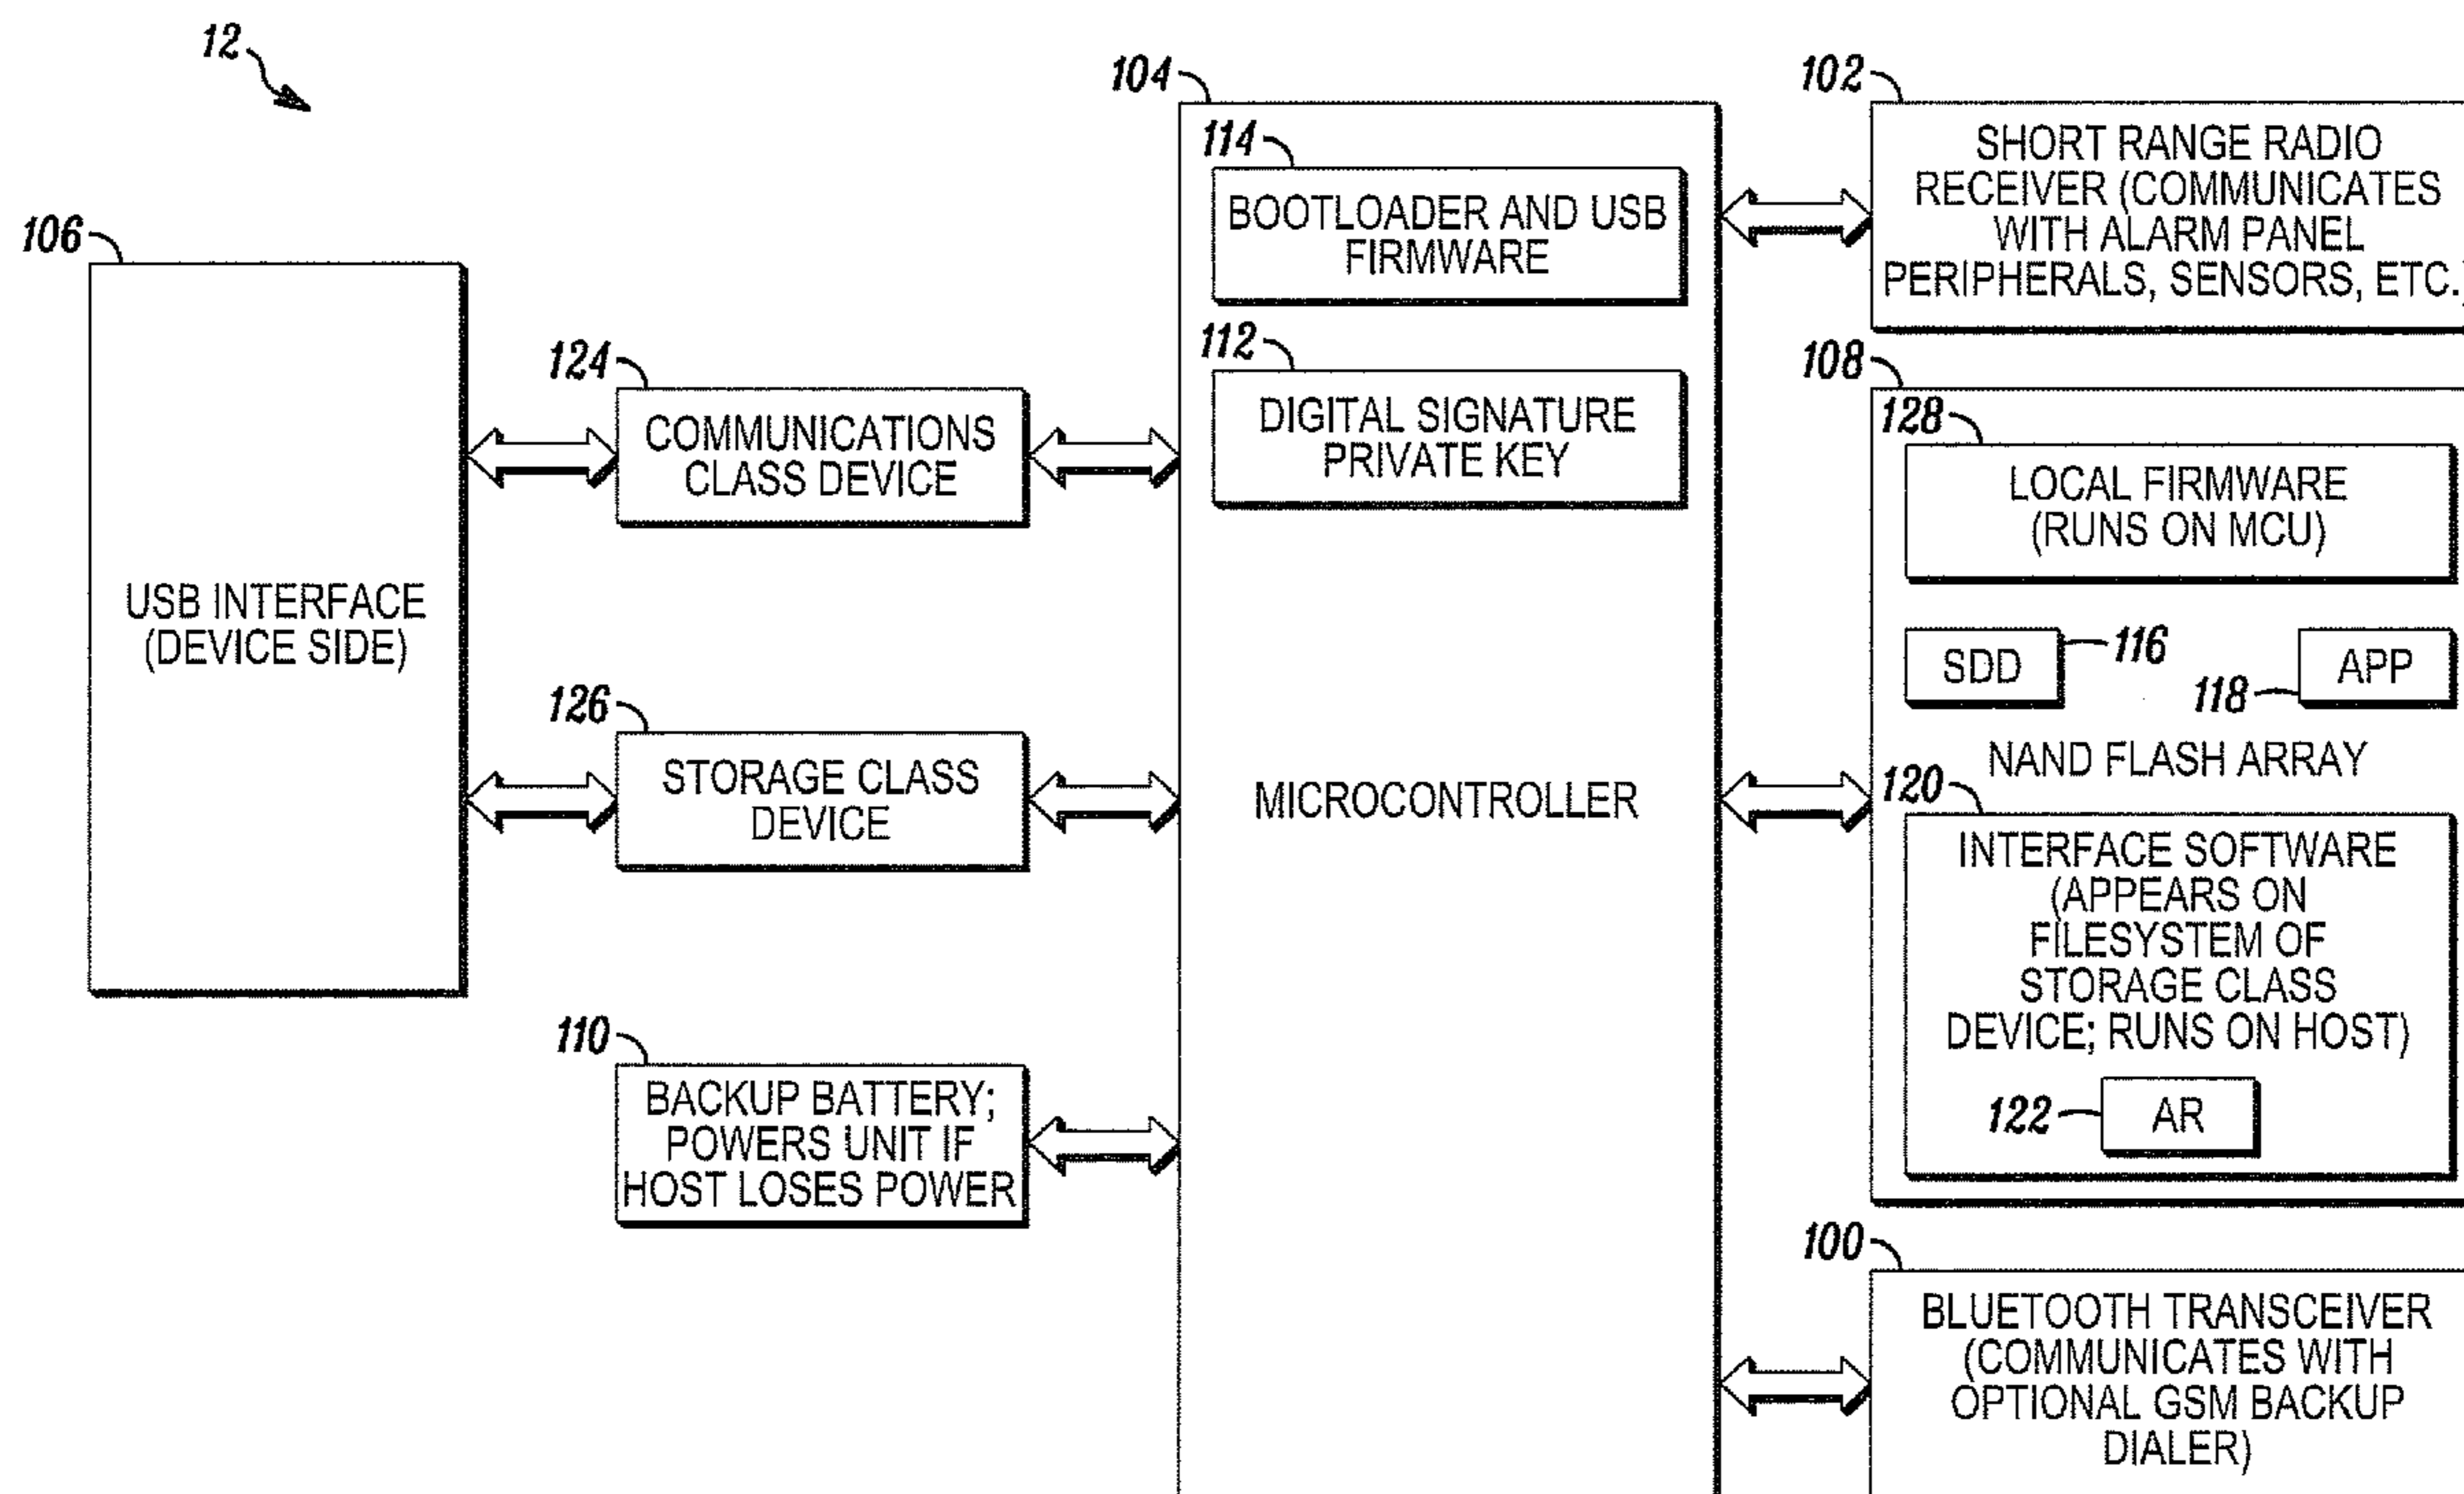 12
106
USB INTERFACE
(DEVICE SIDE)
124
COMMUNICATIONS
CLASS DEVICE
126
STORAGE CLASS
DEVICE
110
BACKUP BATTERY;
POWERS UNIT IF
HOST LOSES POWER
104
114
BOOTLOADER AND USB
FIRMWARE
112
DIGITAL SIGNATURE
PRIVATE KEY
MICROCONTROLLER
102
SHORT RANGE RADIO
RECEIVER (COMMUNICATES
WITH ALARM PANEL
PERIPHERALS, SENSORS, ETC.
108
128
LOCAL FIRMWARE
(RUNS ON MCU)
SDD
116
APP
118
NAND FLASH ARRAY
120
INTERFACE SOFTWARE
(APPEARS ON
FILESYSTEM OF
STORAGE CLASS
DEVICE; RUNS ON HOST)
122
AR
100
BLUETOOTH TRANSCEIVER
(COMMUNICATES WITH
OPTIONAL GSM BACKUP
DIALER)